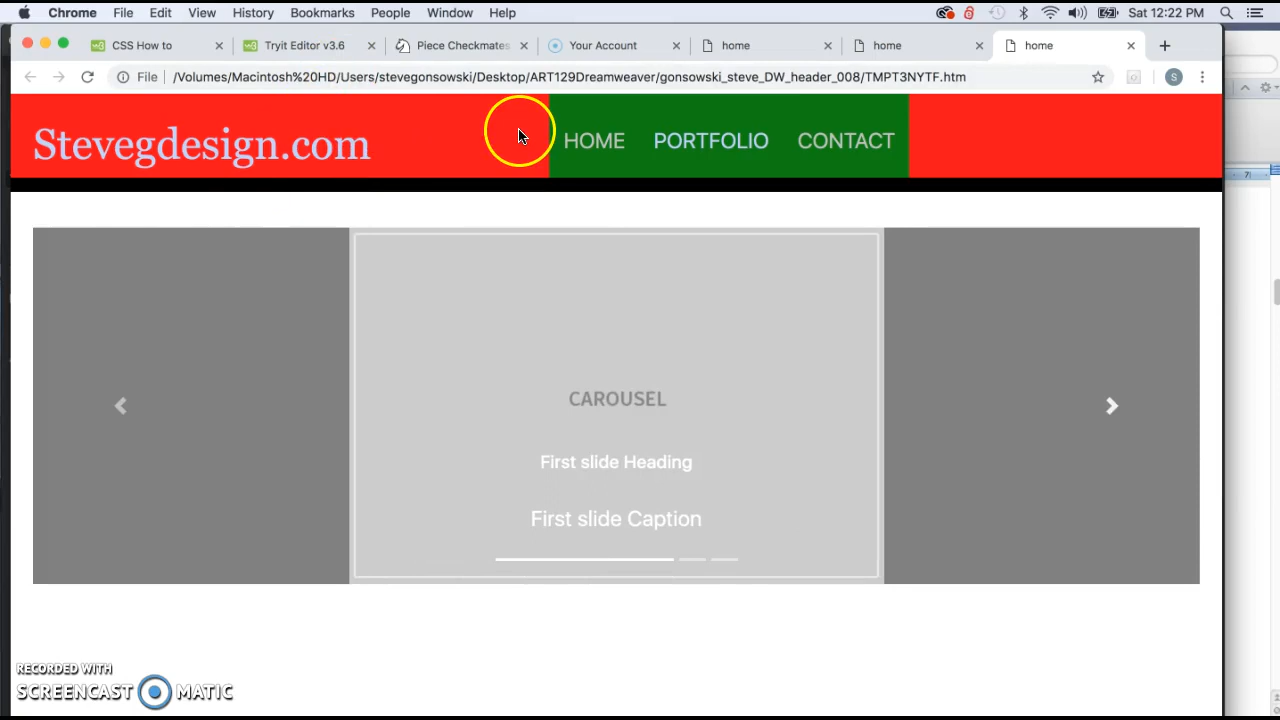 Chrome File Edit View History Bookmarks People Window Help Sat 12:22 PM
CSS How to Tryit Editor v3.6 Piece Checkmates Your Account home home home
File /Volumes/Macintosh%20HD/Users/stevegonsowski/Desktop/ART129Dreamweaver/gonsowski_steve_DW_header_008/TMPT3NYTF.htm S
Stevegdesign.com HOME PORTFOLIO CONTACT
CAROUSEL
First slide Heading
First slide Caption
RECORDED WITH
SCREENCAST MATIC